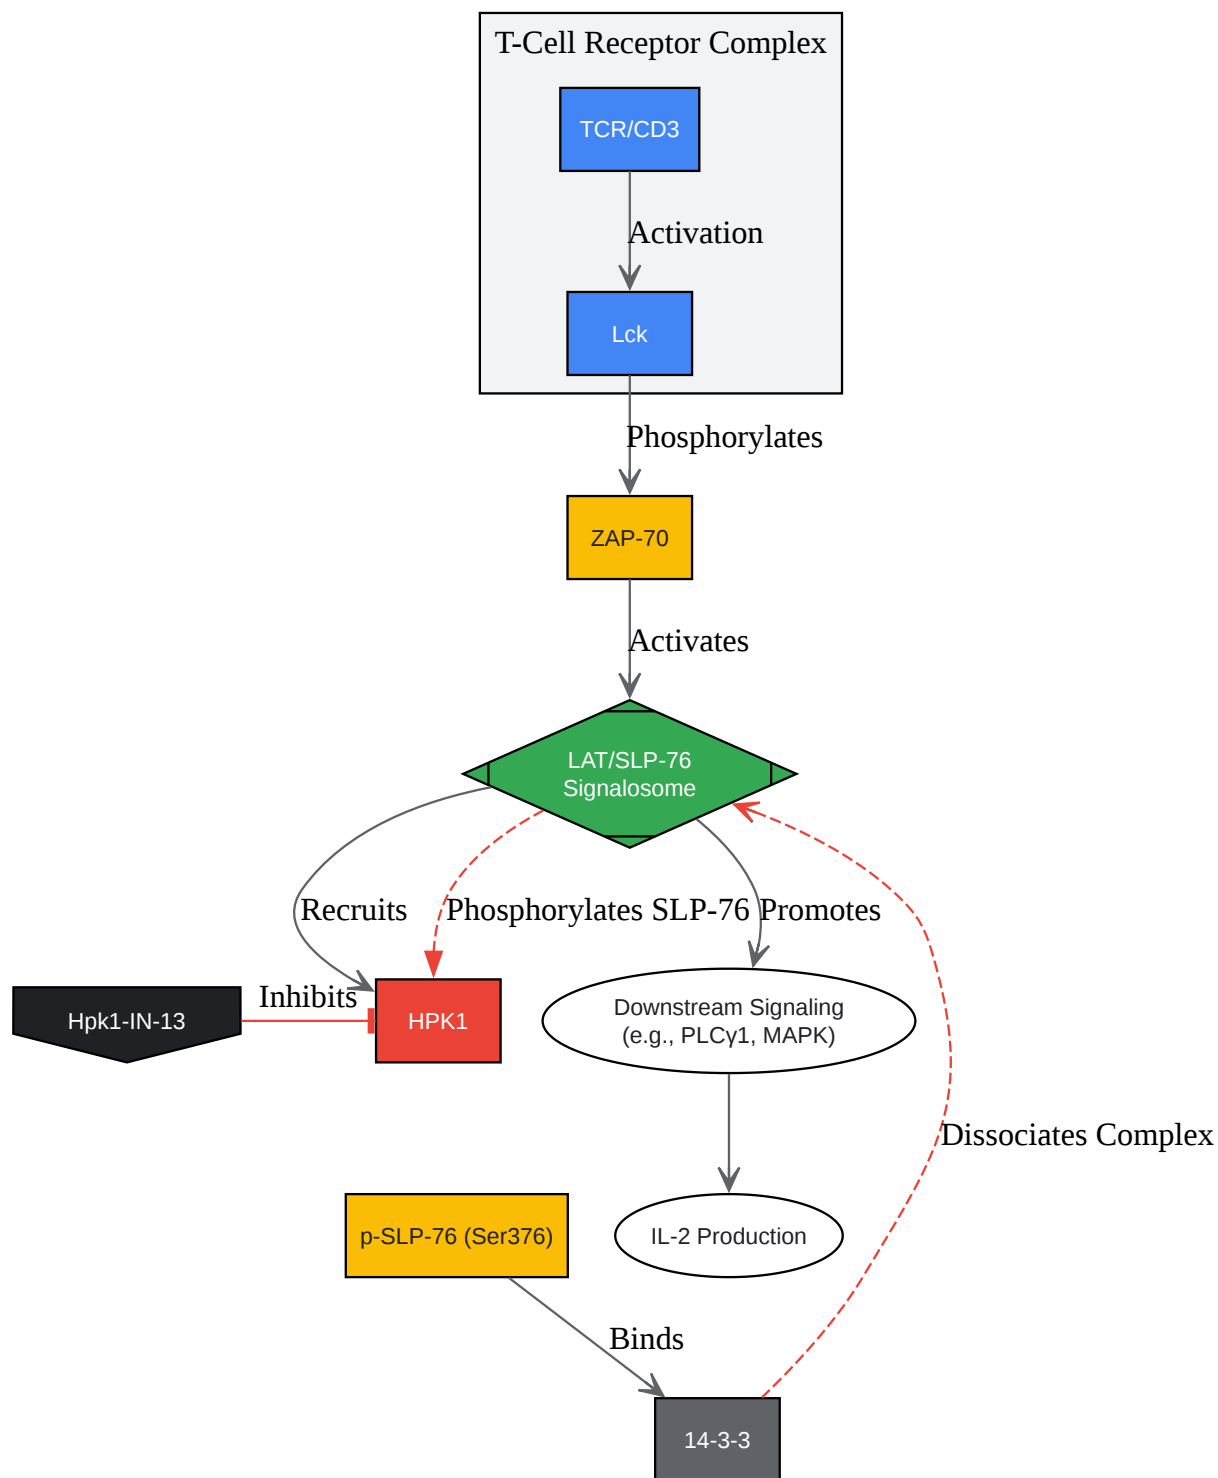 T-Cell Receptor Complex
TCR/CD3
Activation
Lck
Phosphorylates
ZAP-70
Activates
LAT/SLP-76
Signalosome
Recruits
Phosphorylates SLP-76
Promotes
Inhibits
Hpk1-IN-13
HPK1
Downstream Signaling
(e.g., PLCγ1, MAPK)
Dissociates Complex
p-SLP-76 (Ser376)
IL-2 Production
Binds
14-3-3